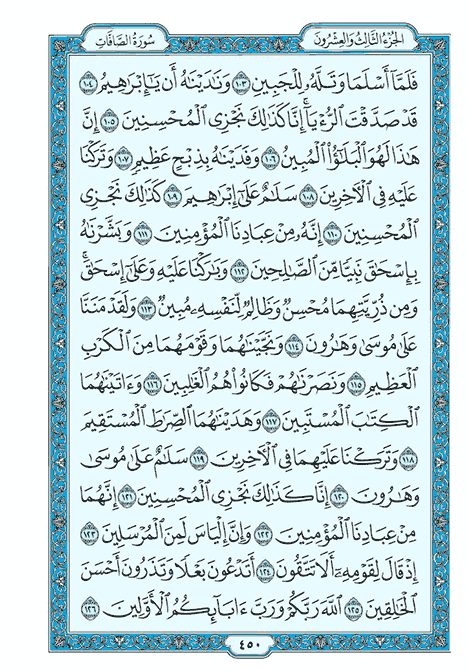 الجزء الثالث والعشرون
سورة الصافات
فَلَمَّآ أَسۡلَمَا وَتَلَّهُۥ لِلۡجَبِينِ ١٠٣ وَنَٰدَيۡنَٰهُ أَن يَٰٓإِبۡرَٰهِيمُ ١٠٤
قَدۡ صَدَّقۡتَ ٱلرُّءۡيَآۚ إِنَّا كَذَٰلِكَ نَجۡزِي ٱلۡمُحۡسِنِينَ ١٠٥ إِنَّ
هَٰذَا لَهُوَ ٱلۡبَلَٰٓؤُاْ ٱلۡمُبِينُ ١٠٦ وَفَدَيۡنَٰهُ بِذِبۡحٍ عَظِيمٖ ١٠٧ وَتَرَكۡنَا
عَلَيۡهِ فِي ٱلۡأٓخِرِينَ ١٠٨ سَلَٰمٌ عَلَىٰٓ إِبۡرَٰهِيمَ ١٠٩ كَذَٰلِكَ نَجۡزِي
ٱلۡمُحۡسِنِينَ ١١٠ إِنَّهُۥ مِنۡ عِبَادِنَا ٱلۡمُؤۡمِنِينَ ١١١ وَبَشَّرۡنَٰهُ
بِإِسۡحَٰقَ نَبِيّٗا مِّنَ ٱلصَّٰلِحِينَ ١١٢ وَبَٰرَكۡنَا عَلَيۡهِ وَعَلَىٰٓ إِسۡحَٰقَۚ
وَمِن ذُرِّيَّتِهِمَا مُحۡسِنٞ وَظَالِمٞ لِّنَفۡسِهِۦ مُبِينٞ ١١٣ وَلَقَدۡ مَنَنَّا
عَلَىٰ مُوسَىٰ وَهَٰرُونَ ١١٤ وَنَجَّيۡنَٰهُمَا وَقَوۡمَهُمَا مِنَ ٱلۡكَرۡبِ
ٱلۡعَظِيمِ ١١٥ وَنَصَرۡنَٰهُمۡ فَكَانُواْ هُمُ ٱلۡغَٰلِبِينَ ١١٦ وَءَاتَيۡنَٰهُمَا
ٱلۡكِتَٰبَ ٱلۡمُسۡتَبِينَ ١١٧ وَهَدَيۡنَٰهُمَا ٱلصِّرَٰطَ ٱلۡمُسۡتَقِيمَ
١١٨ وَتَرَكۡنَا عَلَيۡهِمَا فِي ٱلۡأٓخِرِينَ ١١٩ سَلَٰمٌ عَلَىٰ مُوسَىٰ
وَهَٰرُونَ ١٢٠ إِنَّا كَذَٰلِكَ نَجۡزِي ٱلۡمُحۡسِنِينَ ١٢١ إِنَّهُمَا
مِنۡ عِبَادِنَا ٱلۡمُؤۡمِنِينَ ١٢٢ وَإِنَّ إِلۡيَاسَ لَمِنَ ٱلۡمُرۡسَلِينَ ١٢٣
إِذۡ قَالَ لِقَوۡمِهِۦٓ أَلَا تَتَّقُونَ ١٢٤ أَتَدۡعُونَ بَعۡلٗا وَتَذَرُونَ أَحۡسَنَ
ٱلۡخَٰلِقِينَ ١٢٥ ٱللَّهَ رَبَّكُمۡ وَرَبَّ ءَابَآئِكُمُ ٱلۡأَوَّلِينَ ١٢٦
٤٥٠